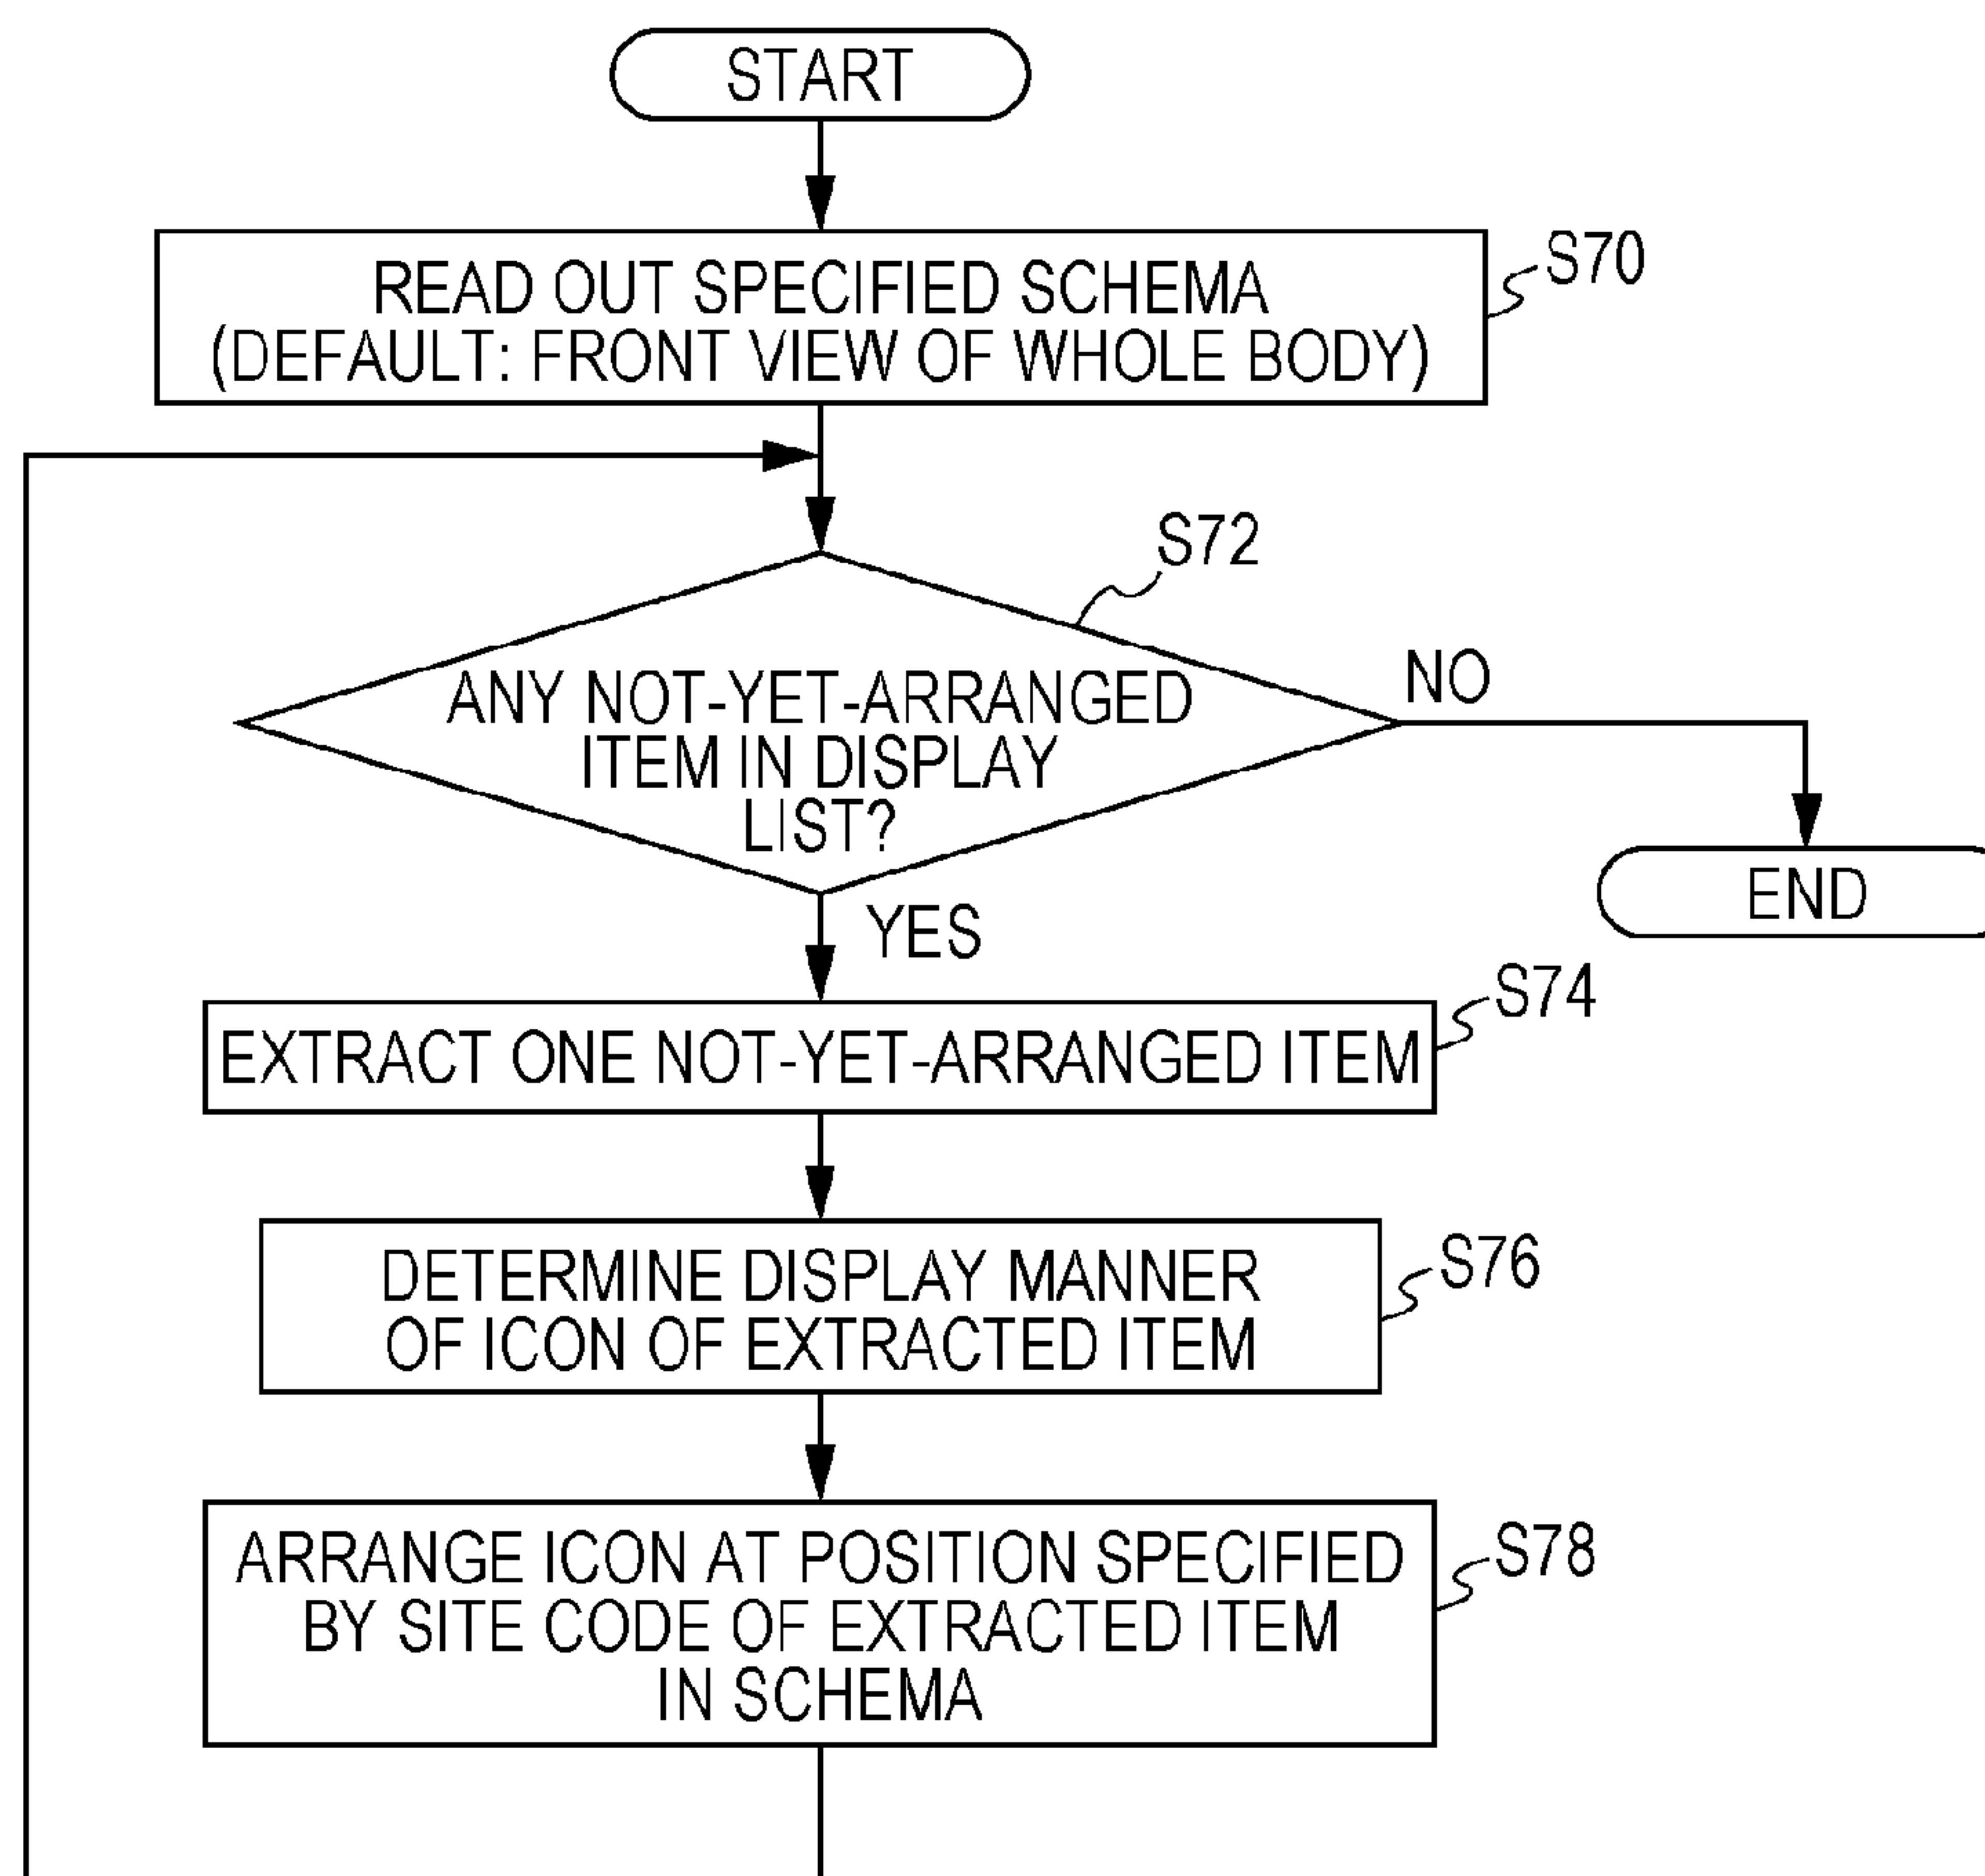 START
READ OUT SPECIFIED SCHEMA
(DEFAULT: FRONT VIEW OF WHOLE BODY)
S70
S72
ANY NOT-YET-ARRANGED
ITEM IN DISPLAY
LIST?
NO
END
YES
EXTRACT ONE NOT-YET-ARRANGED ITEM
S74
DETERMINE DISPLAY MANNER
OF ICON OF EXTRACTED ITEM
S76
ARRANGE ICON AT POSITION SPECIFIED
BY SITE CODE OF EXTRACTED ITEM
IN SCHEMA
S78